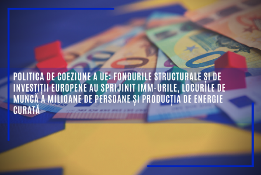 POLITICA DE COEZIUNE A UE: FONDURILE STRUCTURALE ȘI DE
INVESTIȚII EUROPENE AU SPRIJINIT IMM-URILE, LOCURILE DE
MUNCĂ A MILIOANE DE PERSOANE ȘI PRODUCȚIA DE ENERGIE
CURATĂ